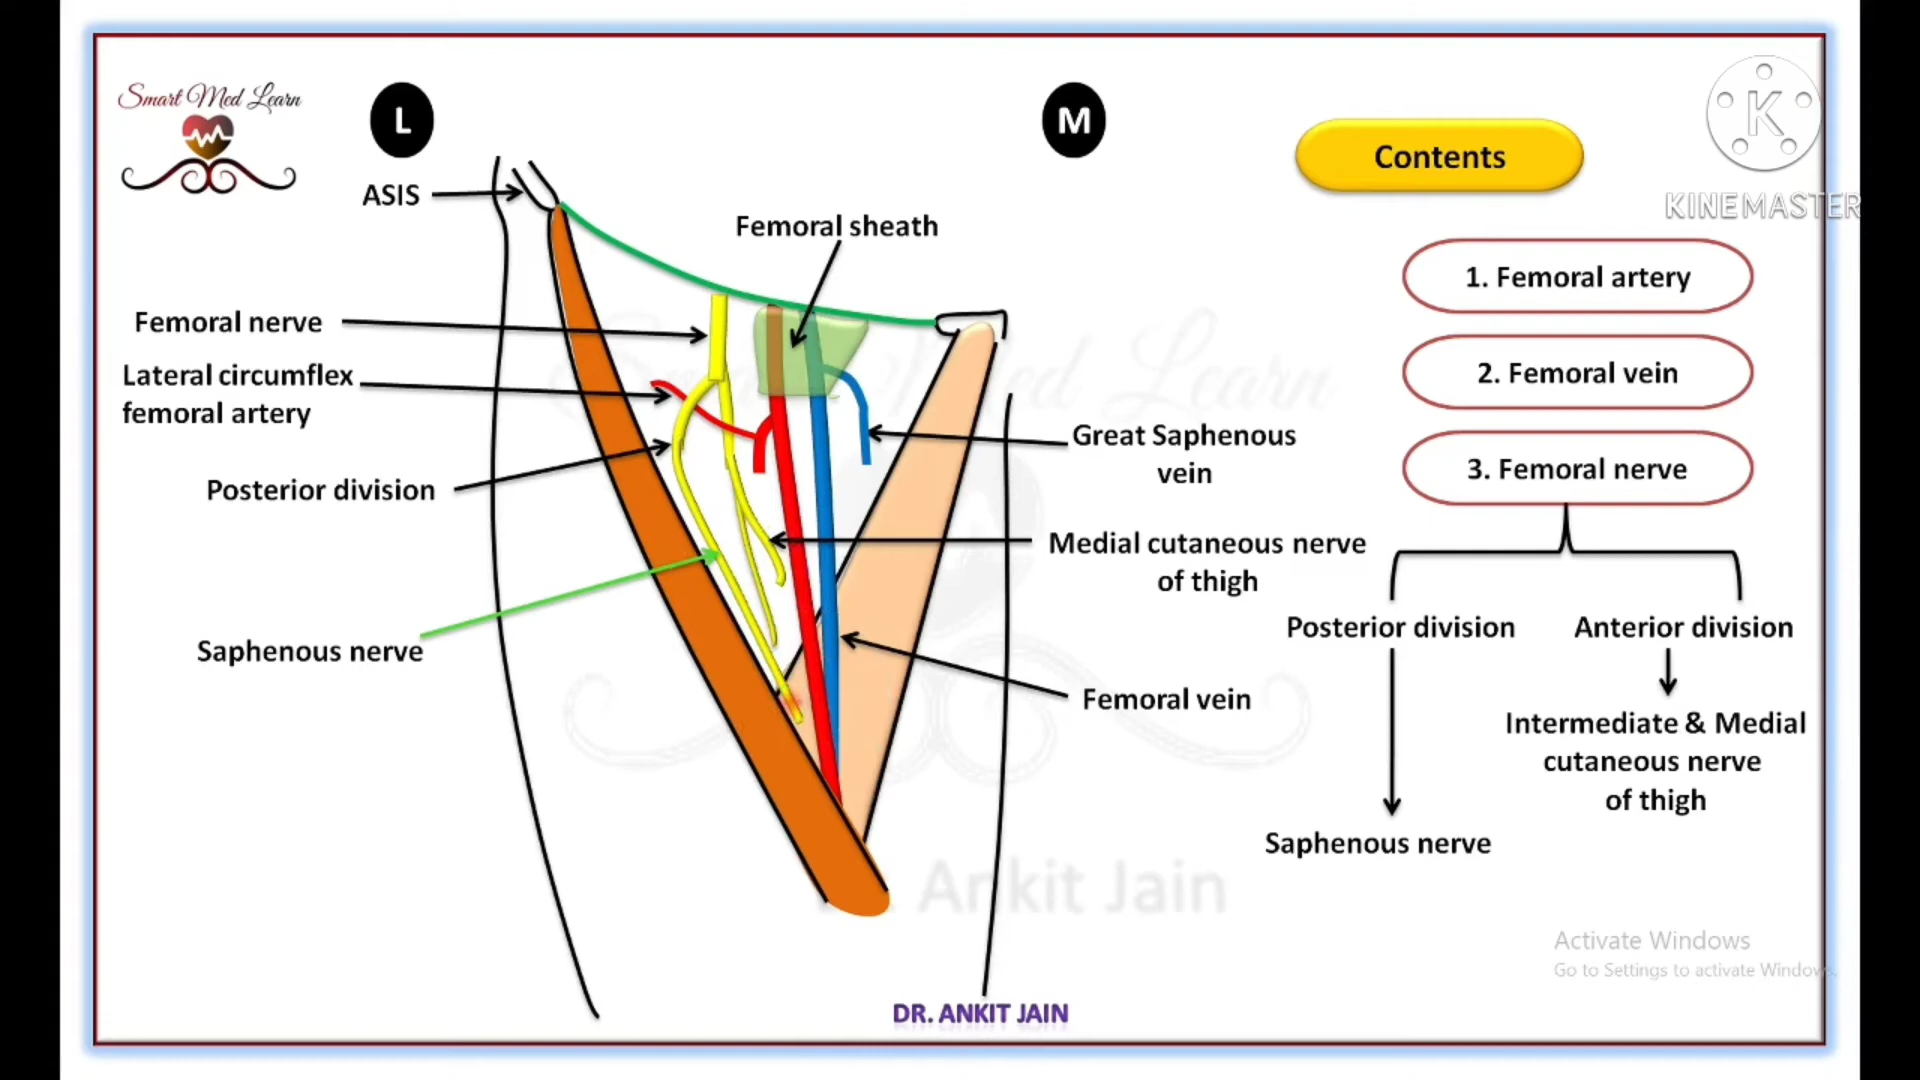 Smart Med Learn
L
M
Contents
KINEMASTER
ASIS
Femoral sheath
1. Femoral artery
Femoral nerve
Lateral circumflex
femoral artery
2. Femoral vein
Great Saphenous
vein
3. Femoral nerve
Posterior division
Medial cutaneous nerve
of thigh
Saphenous nerve
Femoral vein
Posterior division
Anterior division
Intermediate & Medial
cutaneous nerve
of thigh
Saphenous nerve
Med Learn
Ankit Jain
Activate Windows
Go to Settings to activate Windows.
DR. ANKIT JAIN
K